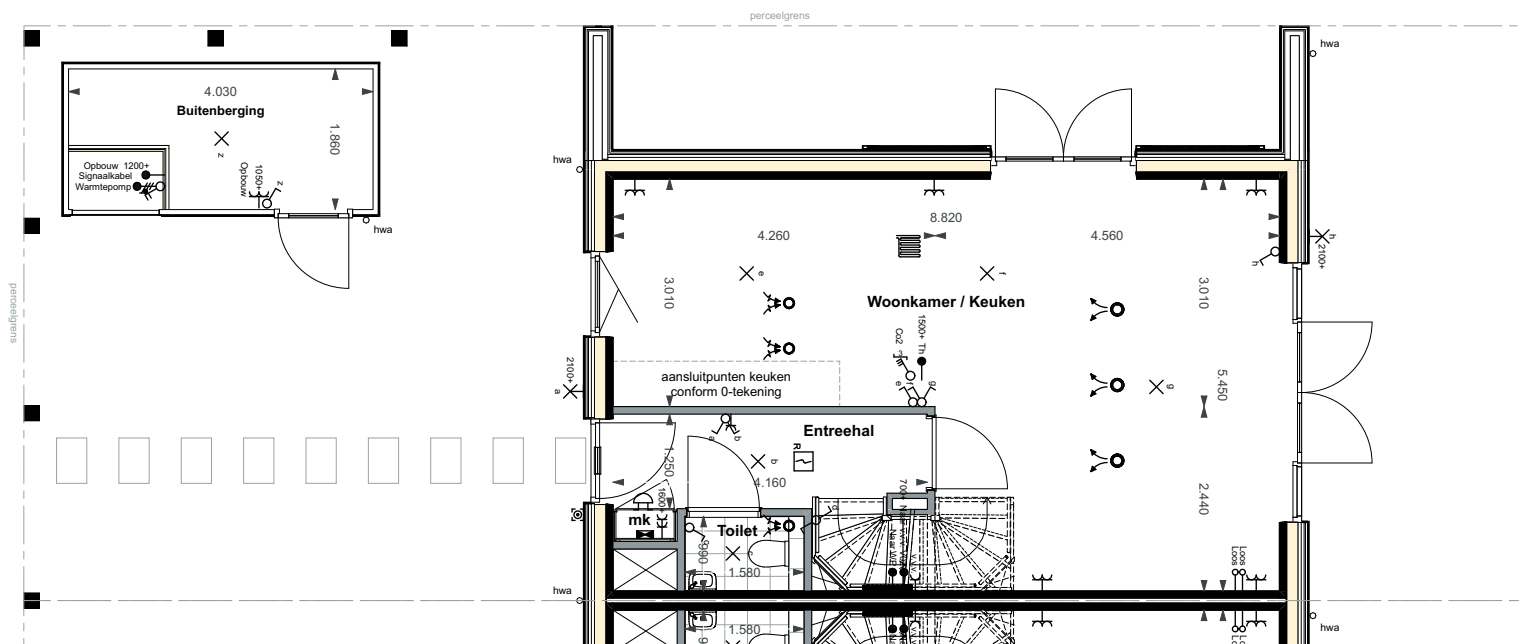 perceelgrens
hwa
4.030
Buitenberging
1.860
z
Opbouw 1200+
Signaalkabel
Warmtepomp
1050+
Opbouw
z
hwa
perceelgrens
hwa
8.820
4.260
4.560
h
2100+
h
e
f
3.010
3.010
Woonkamer / Keuken
1500+ Th
Co2
e
f
g
g
2100+
a
aansluitpunten keuken
conform 0-tekening
5.450
Entreehal
a
b
b
R
1.250
4.160
700+
2.440
1600+
mk
Toilet
990
1.580
Loos
Loos
hwa
hwa
1.580